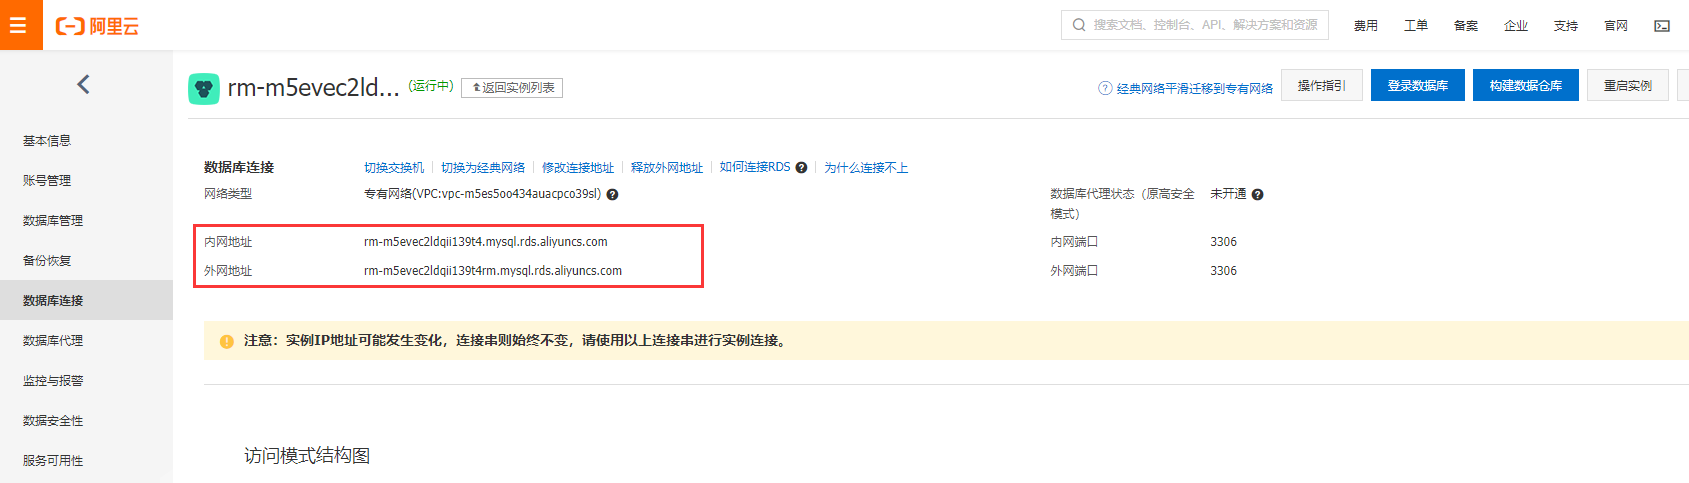 阿里云
搜索文档、控制台、API、解决方案和资源
费用
工单
备案
企业
支持
官网
rm-m5evec2ld...
(运行中)
返回实例列表
经典网络平滑迁移到专有网络
操作指引
登录数据库
构建数据仓库
重启实例
基本信息
账号管理
数据库管理
备份恢复
数据库连接
数据库代理
监控与报警
数据安全性
服务可用性
数据库连接
切换交换机
切换为经典网络
修改连接地址
释放外网地址
如何连接RDS
为什么连接不上
网络类型
专有网络(VPC:vpc-m5es5oo434auacpco39sl)
数据库代理状态（原高安全
模式）
未开通
内网地址
rm-m5evec2ldqii139t4.mysql.rds.aliyuncs.com
内网端口
3306
外网地址
rm-m5evec2ldqii139t4rm.mysql.rds.aliyuncs.com
外网端口
3306
注意：实例IP地址可能发生变化，连接串则始终不变，请使用以上连接串进行实例连接。
访问模式结构图